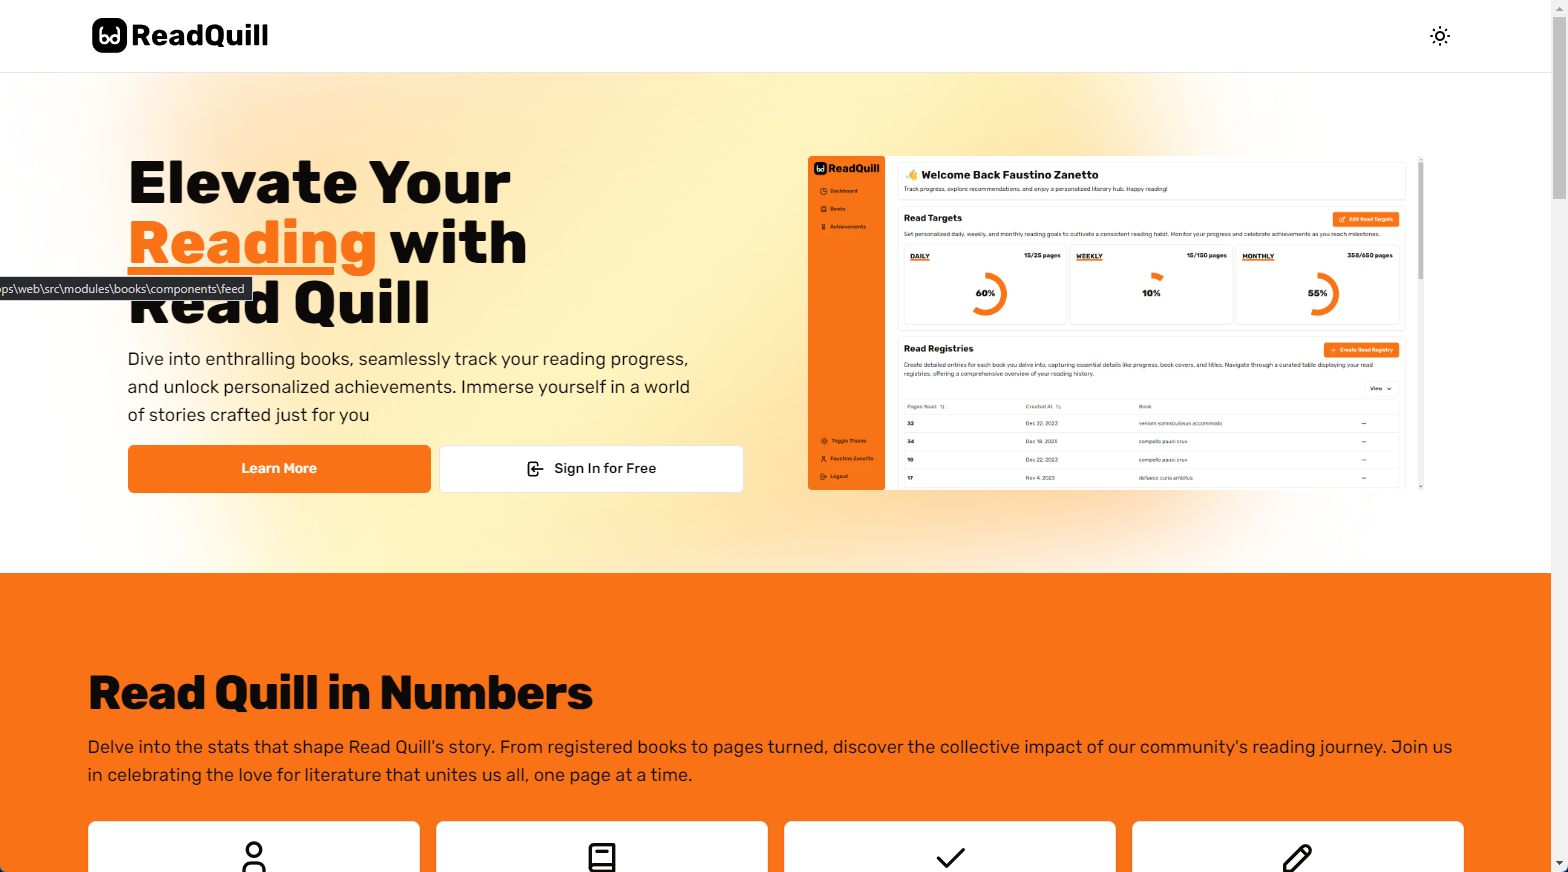 ReadQuill
Elevate Your
Reading with
Read Quill
ops\web\src\modules\books\components\feed
Dive into enthralling books, seamlessly track your reading progress,
and unlock personalized achievements. Immerse yourself in a world
of stories crafted just for you
Learn More
Sign In for Free
ReadQuill
Dashboard
Books
Achievements
Toggle Theme
Faustino Zanetto
Logout
👋 Welcome Back Faustino Zanetto
Track progress, explore recommendations, and enjoy a personalized literary hub. Happy reading!
Read Targets
Edit Read Targets
Set personalized daily, weekly, and monthly reading goals to cultivate a consistent reading habit. Monitor your progress and celebrate achievements as you reach milestones.
DAILY 15/25 pages
60%
WEEKLY 15/150 pages
10%
MONTHLY 358/650 pages
55%
Read Registries
Create Read Registry
Create detailed entries for each book you delve into, capturing essential details like progress, book covers, and titles. Navigate through a curated table displaying your read
registries, offering a comprehensive overview of your reading history.
View
Pages Read Created At Book
32 Dec 22, 2023 veniam somniculosus accommodo
34 Dec 18, 2023 compello pauci crux
16 Dec 22, 2023 compello pauci crux
17 Nov 4, 2023 defaeco curia ambitus
Read Quill in Numbers
Delve into the stats that shape Read Quill's story. From registered books to pages turned, discover the collective impact of our community's reading journey. Join us
in celebrating the love for literature that unites us all, one page at a time.